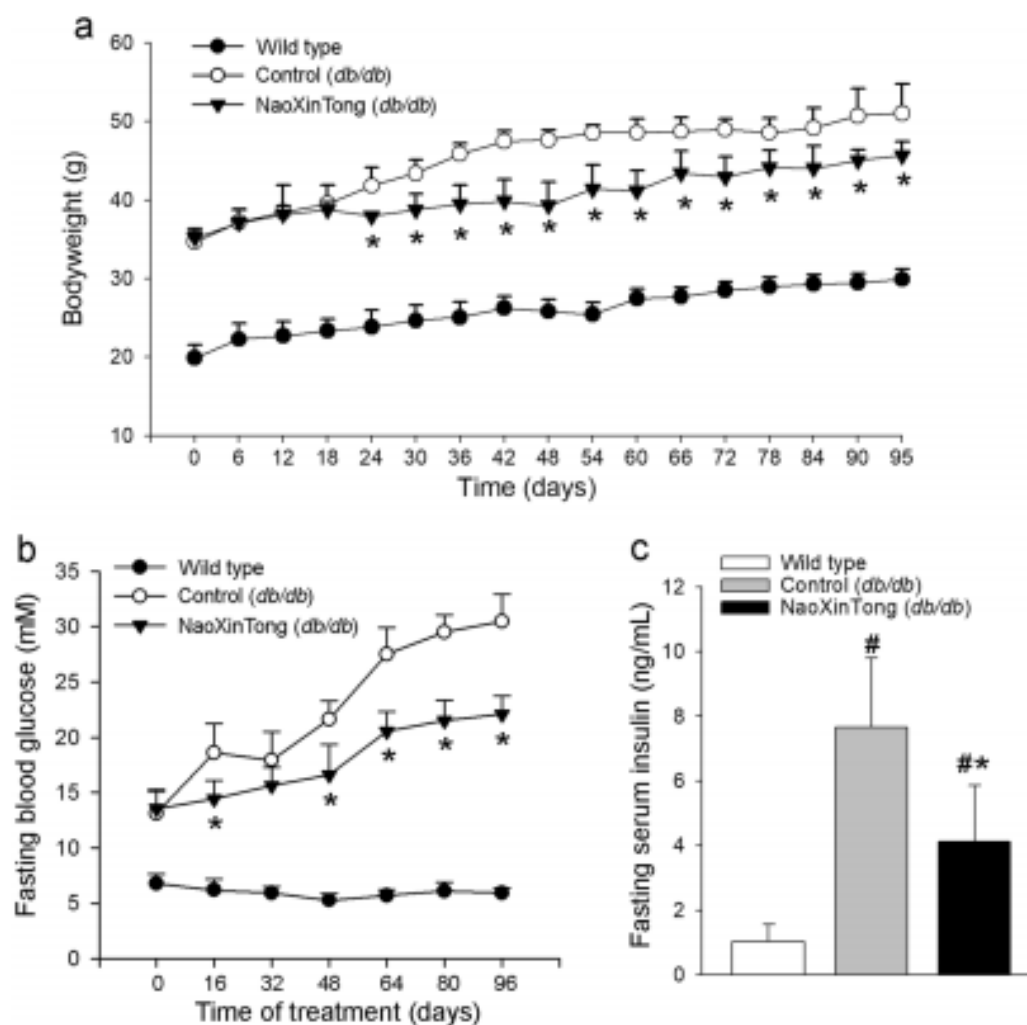 a
Wild type
Control (db/db)
NaoXinTong (db/db)
Bodyweight (g)
60
50
40
30
20
10
* * * * * * * * * * * * *
0 6 12 18 24 30 36 42 48 54 60 66 72 78 84 90 95
Time (days)
b
Wild type
Control (db/db)
NaoXinTong (db/db)
Fasting blood glucose (mM)
35
30
25
20
15
10
5
0
* * * * *
0 16 32 48 64 80 96
Time of treatment (days)
c
Wild type
Control (db/db)
NaoXinTong (db/db)
Fasting serum insulin (ng/mL)
12
10
8
6
4
2
0
#
#*